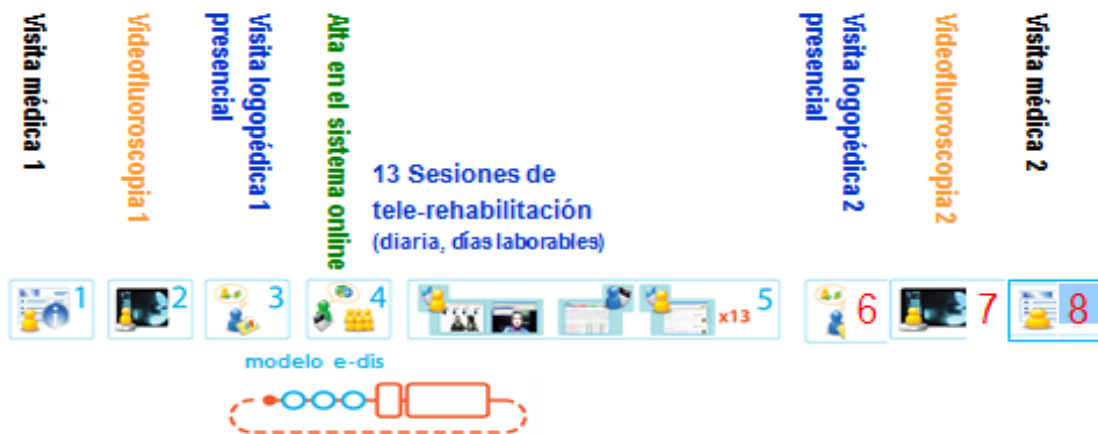 Visita médica 1
Videofluoroscopia 1
Visita logopédica 1
presencial
Alta en el sistema online
13 Sesiones de
tele-rehabilitación
(diaria, días laborables)
Visita logopédica 2
presencial
Videofluoroscopia 2
Visita médica 2
1
2
3
4
x13
5
6
7
8
modelo e-dis